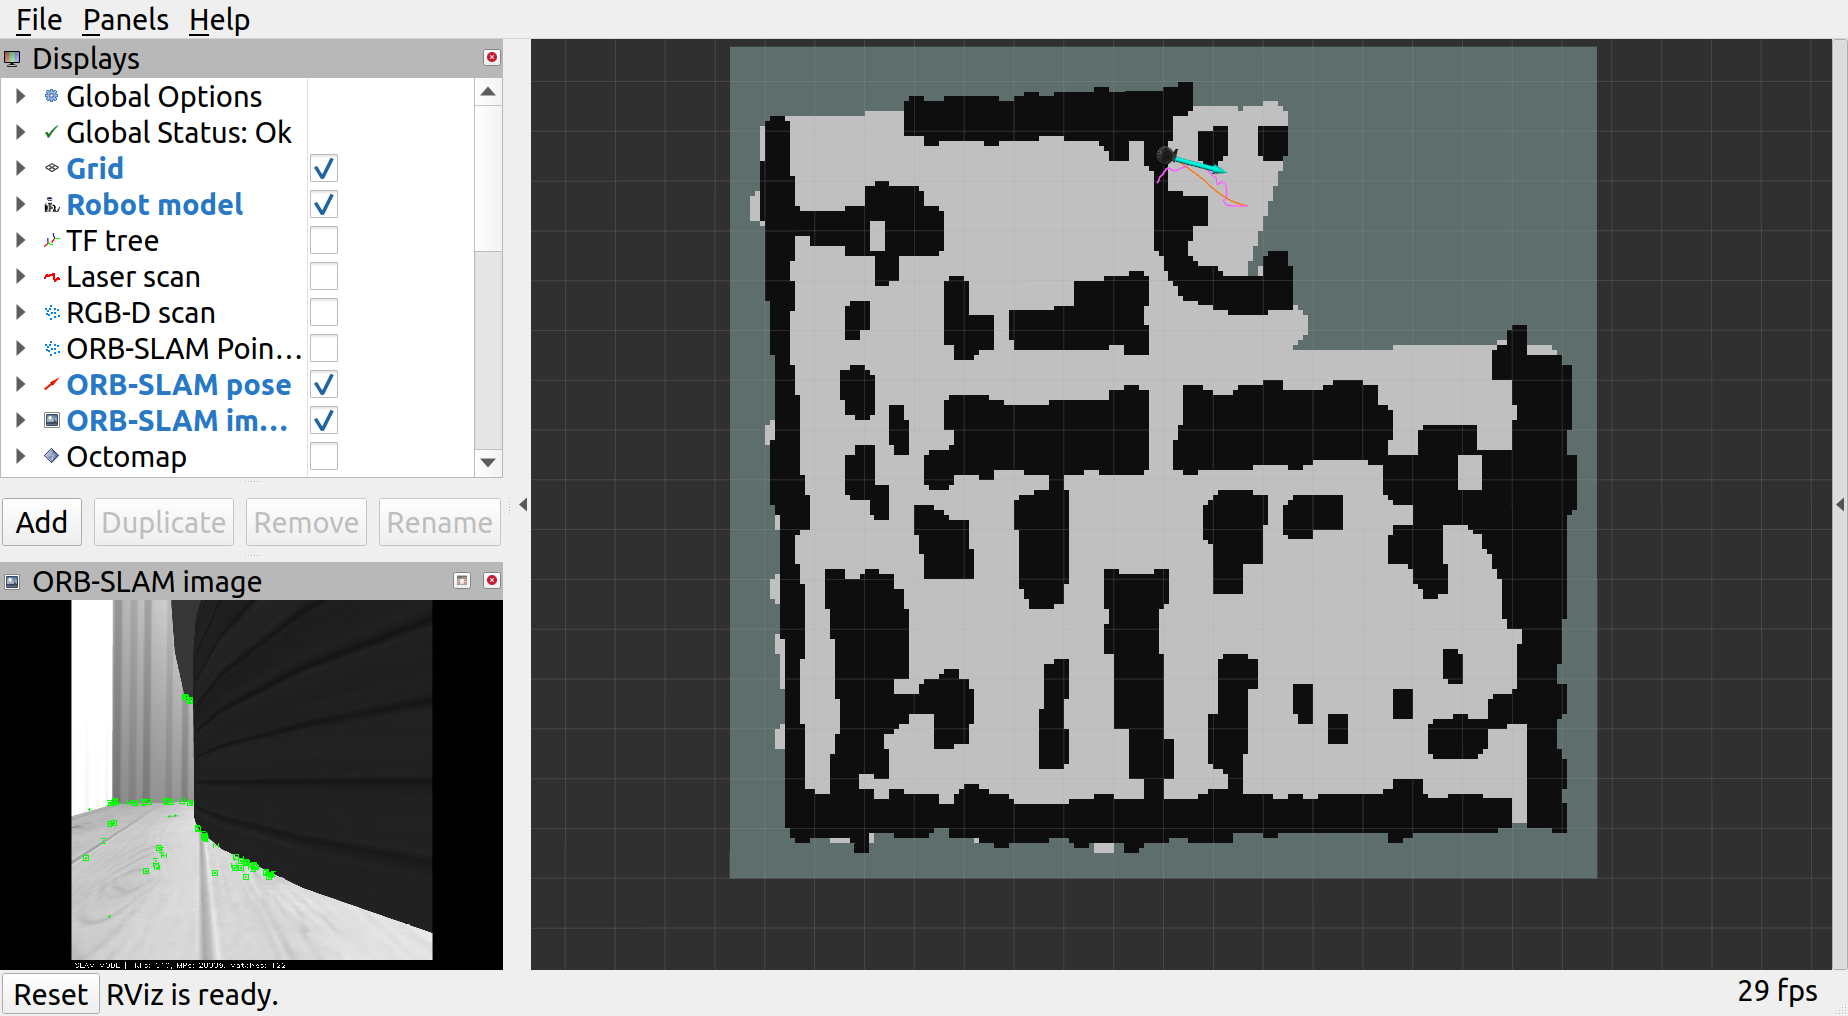 File Panels Help
Displays
Global Options
Global Status: Ok
Grid
Robot model
TF tree
Laser scan
RGB-D scan
ORB-SLAM Poin…
ORB-SLAM pose
ORB-SLAM im…
Octomap
Add Duplicate Remove Rename
ORB-SLAM image
Reset RViz is ready.
29 fps